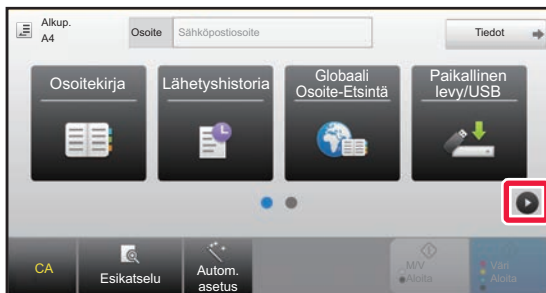 Alkup.
A4
Osoite
Sähköpostiosoite
Tiedot
Osoitekirja
Lähetyshistoria
Globaali
Osoite-Etsintä
Paikallinen
levy/USB
CA
Esikatselu
Autom.
asetus
M/V
Aloita
Väri
Aloita